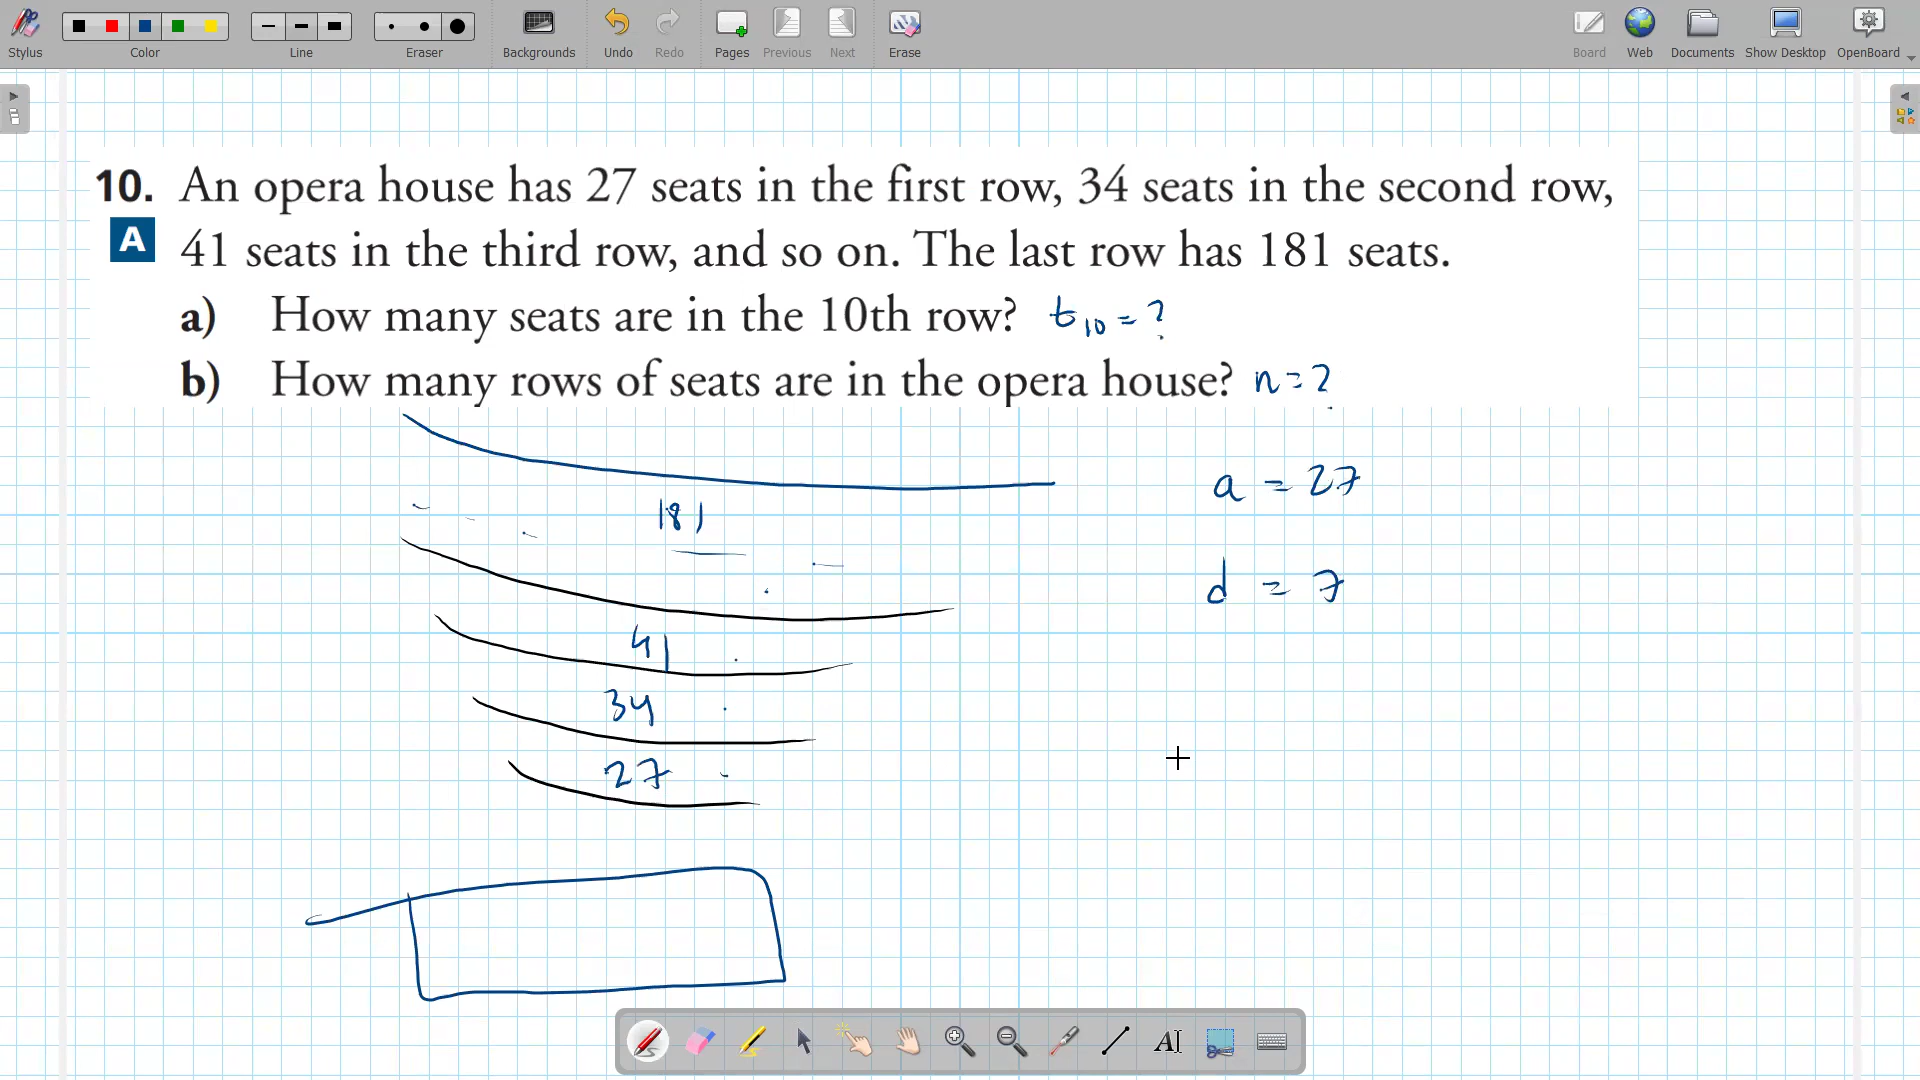 Stylus Color Line Eraser Backgrounds Undo Redo Pages Previous Next Erase Board Web Documents Show Desktop OpenBoard
10. An opera house has 27 seats in the first row, 34 seats in the second row,
A 41 seats in the third row, and so on. The last row has 181 seats.
a) How many seats are in the 10th row? t10 = ?
b) How many rows of seats are in the opera house? n = ?
a = 27
181
d = 7
41
34
27